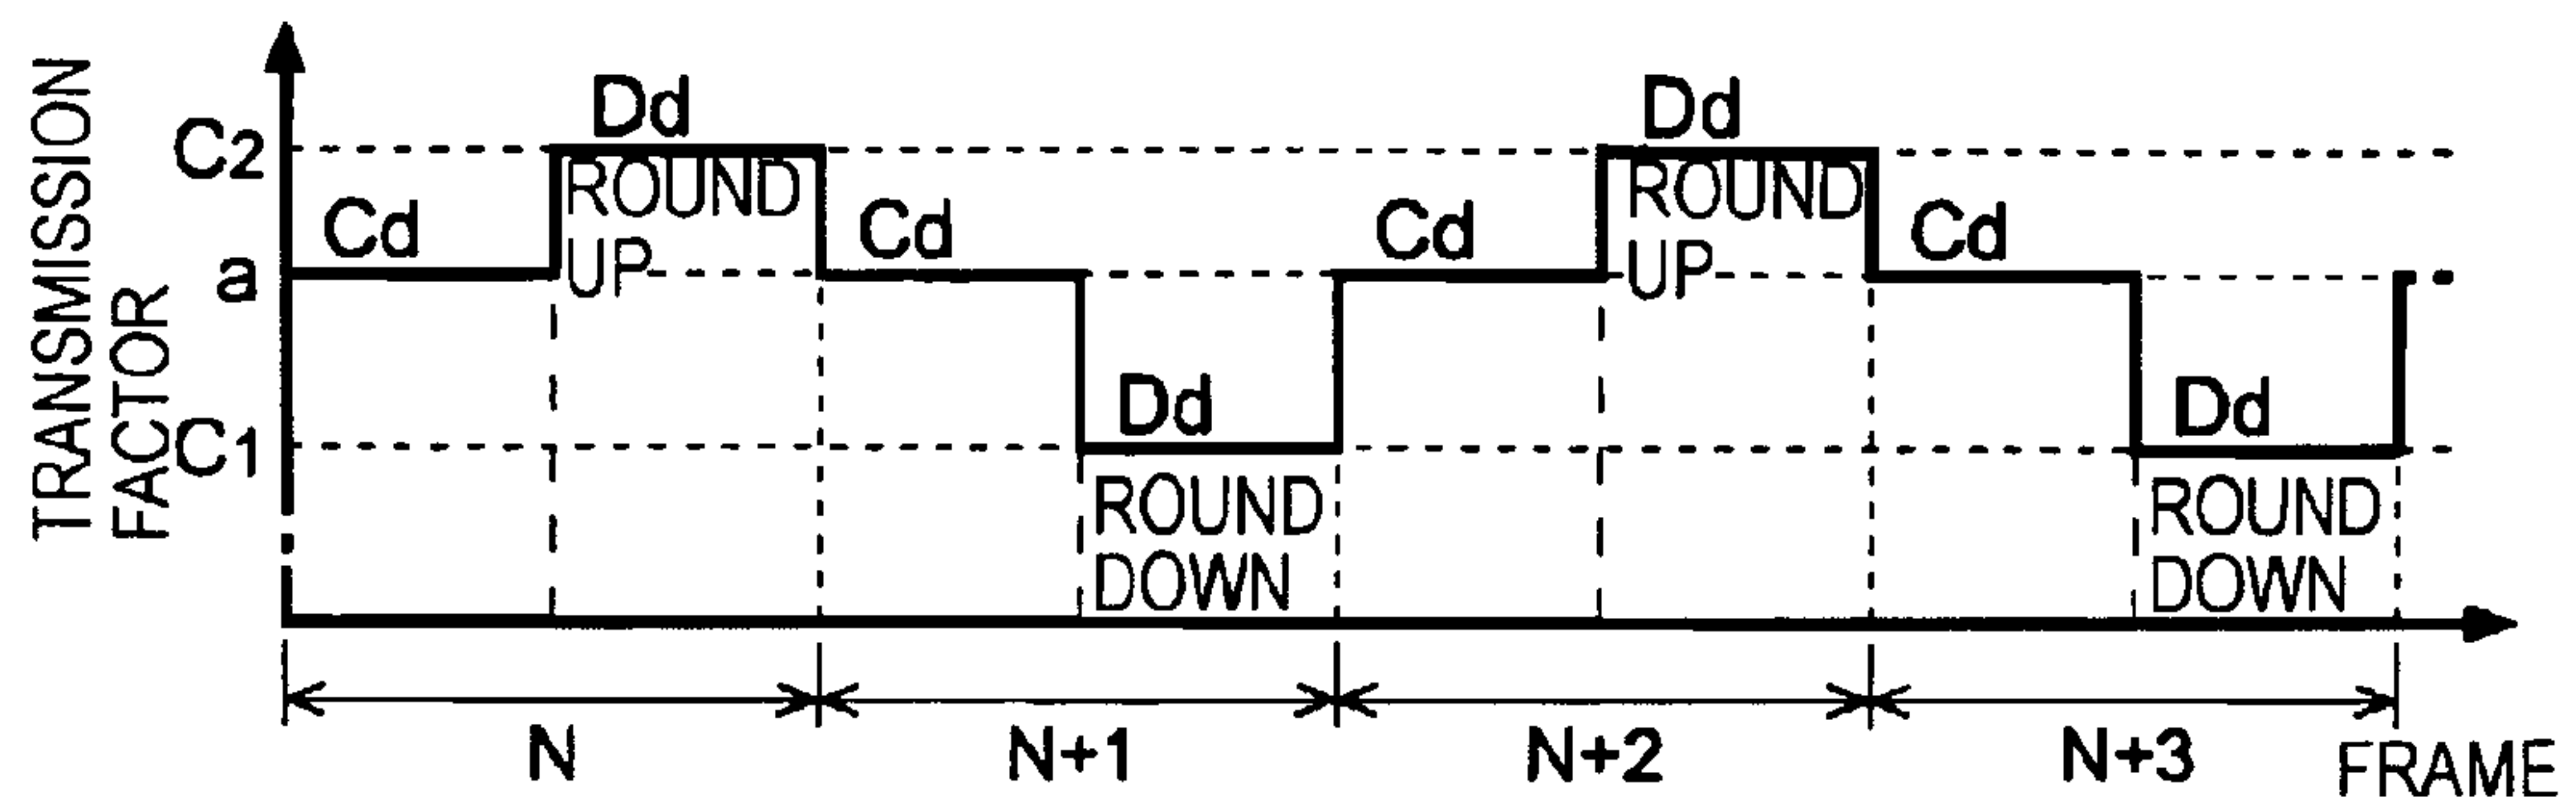 TRANSMISSION
FACTOR
C2
a
C1
Cd
Dd
ROUND
UP
Cd
Dd
ROUND
DOWN
Cd
Dd
ROUND
UP
Cd
Dd
ROUND
DOWN
N
N+1
N+2
N+3
FRAME